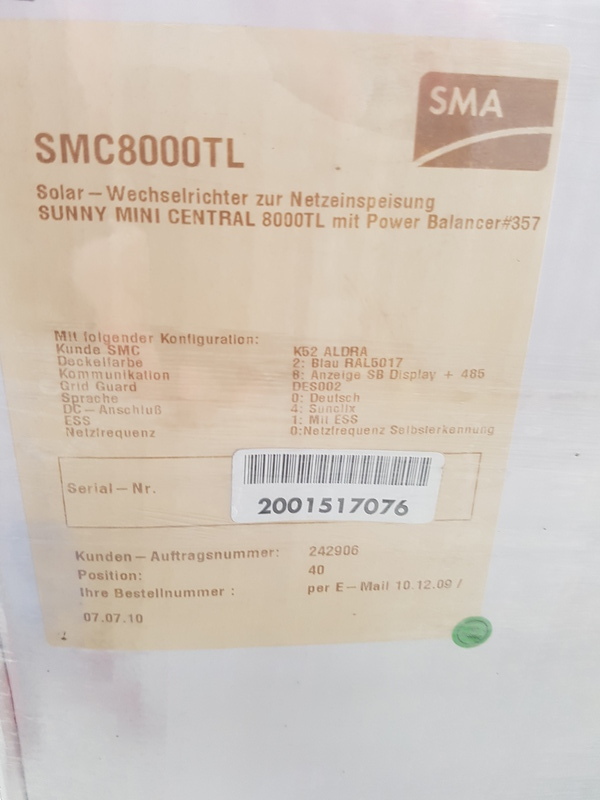 SMA
SMC8000TL
Solar-Wechselrichter zur Netzeinspeisung
SUNNY MINI CENTRAL 8000TL mit Power Balancer#357
Mit folgender Konfiguration:
Kunde SMC K52 ALDRA
Deckelfarbe 2: Blau RAL5017
Kommunikation 8: Anzeige SB Display + 485
Grid Guard DES002
Sprache 0: Deutsch
DC-Anschluß 4: Sunclix
ESS 1: Mit ESS
Netzfrequenz 0:Netzfrequenz Selbsterkennung
Serial-Nr. 2001517076
Kunden-Auftragsnummer: 242906
Position: 40
Ihre Bestellnummer : per E-Mail 10.12.09 /
07.07.10